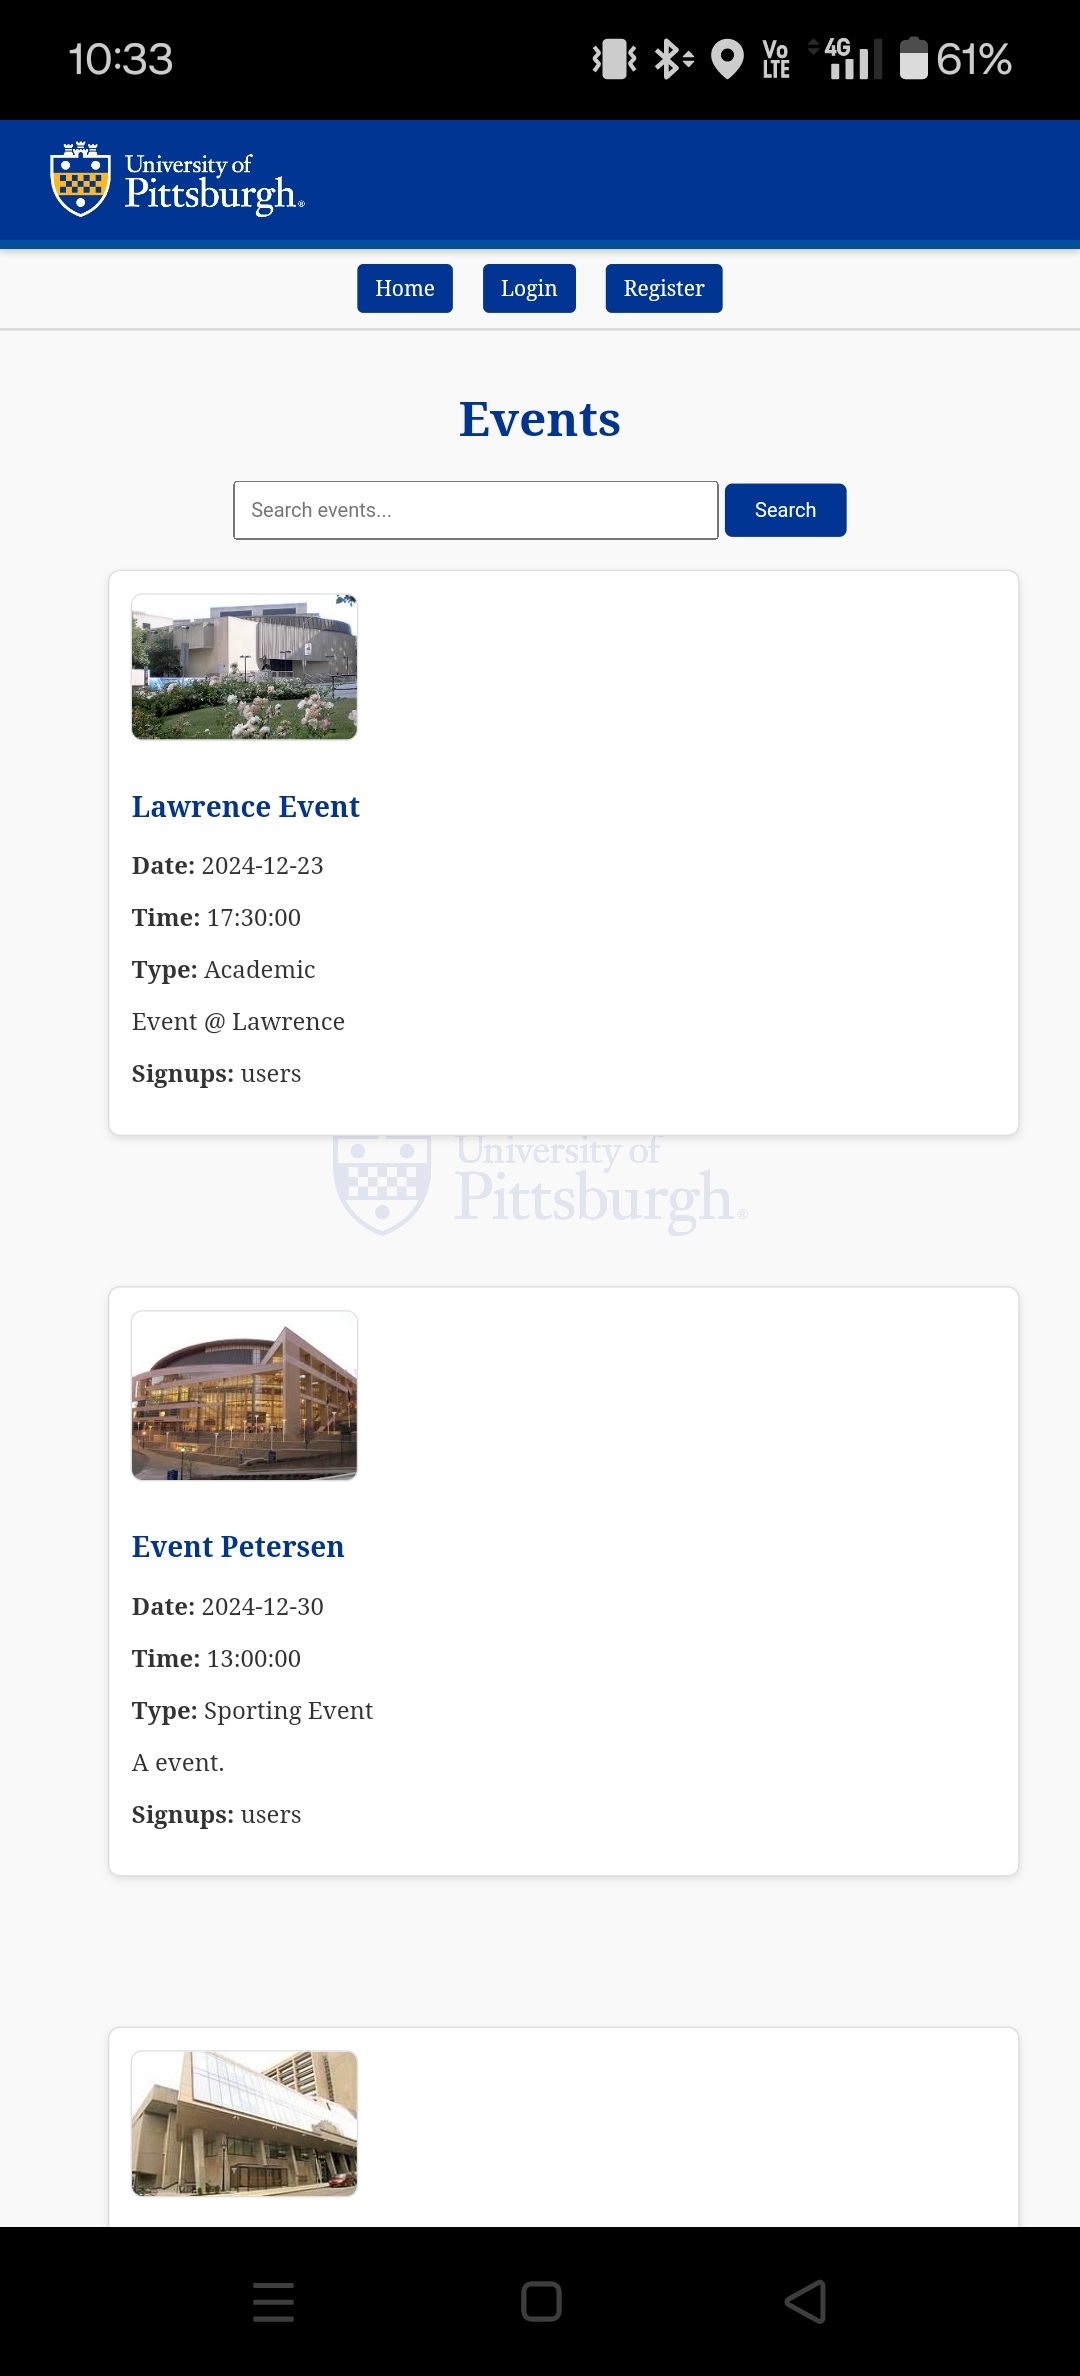 10:33
Vo
LTE
4G
61%
University of
Pittsburgh®
Home
Login
Register
Events
Search events...
Search
Lawrence Event
Date: 2024-12-23
Time: 17:30:00
Type: Academic
Event @ Lawrence
Signups: users
University of
Pittsburgh®
Event Petersen
Date: 2024-12-30
Time: 13:00:00
Type: Sporting Event
A event.
Signups: users